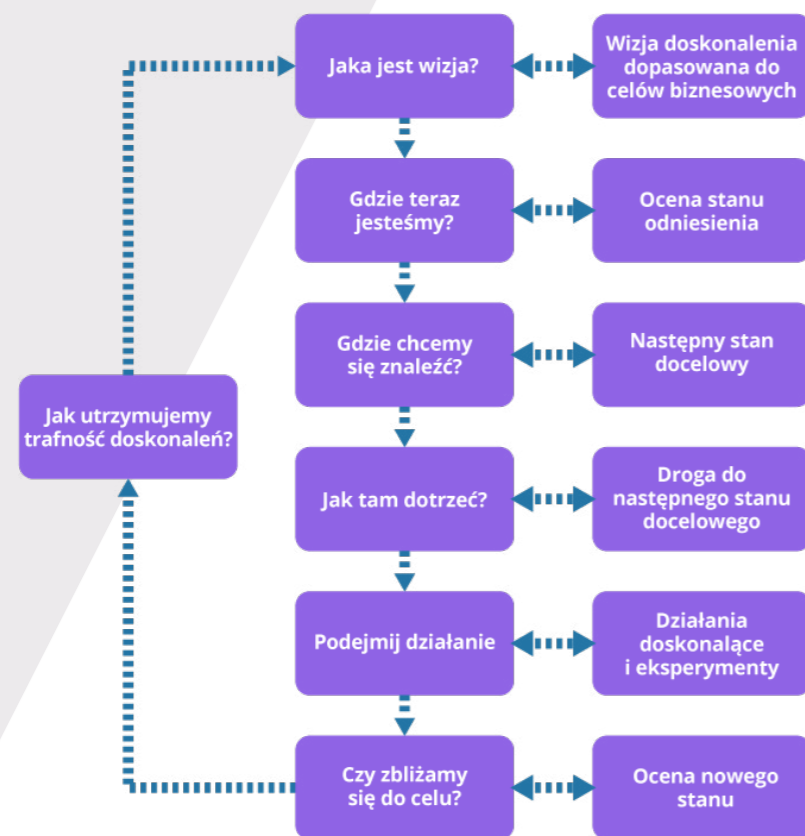 Jaka jest wizja?
Wizja doskonalenia
dopasowana do
celów biznesowych
Gdzie teraz
jesteśmy?
Ocena stanu
odniesienia
Gdzie chcemy
się znaleźć?
Następny stan
docelowy
Jak utrzymujemy
trafność doskonaleń?
Jak tam dotrzeć?
Droga do
następnego stanu
docelowego
Podejmij działanie
Działania
doskonalące
i eksperymenty
Czy zbliżamy
się do celu?
Ocena nowego
stanu